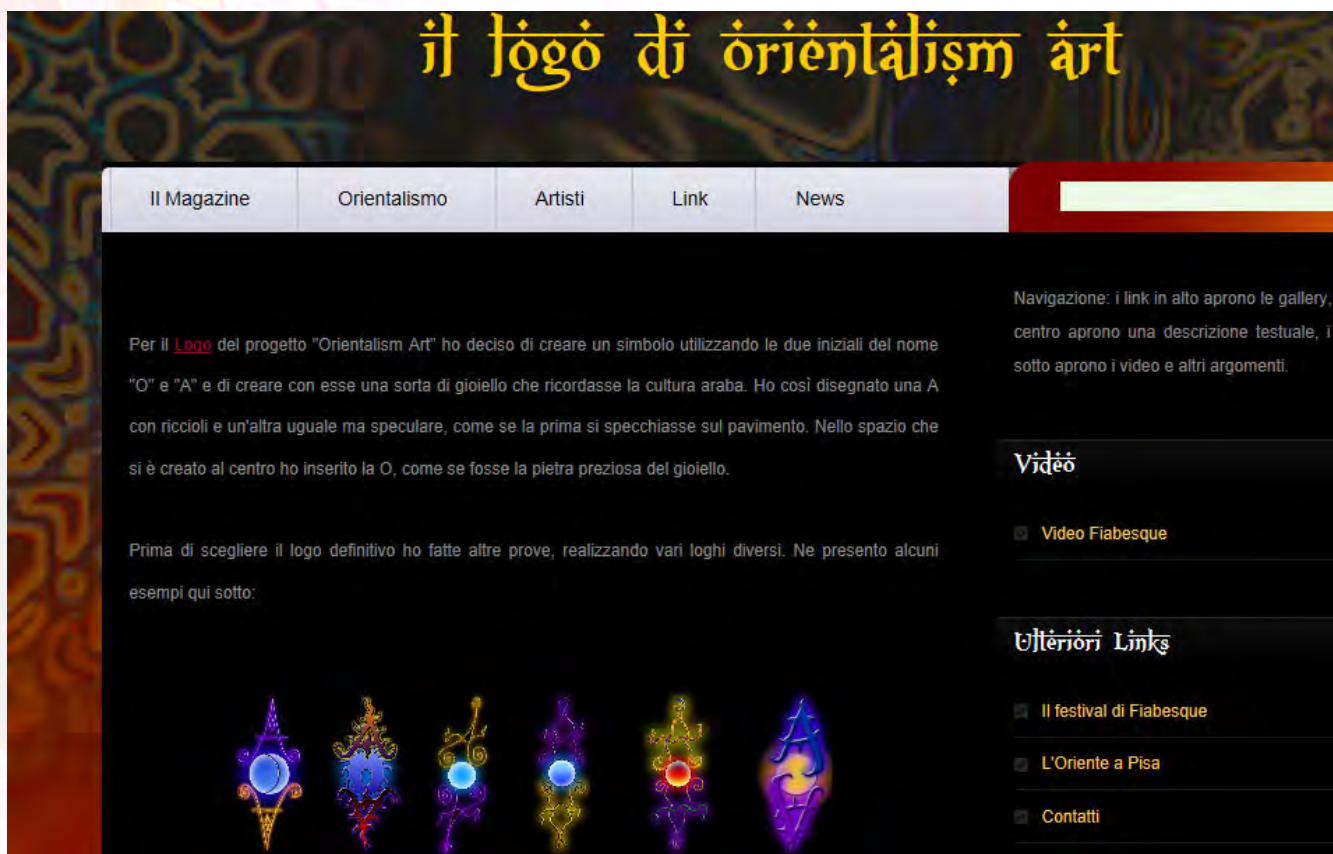 il logo di orientalism art
Il Magazine
Orientalismo
Artisti
Link
News
Per il Logo del progetto "Orientalism Art" ho deciso di creare un simbolo utilizzando le due iniziali del nome
"O" e "A" e di creare con esse una sorta di gioiello che ricordasse la cultura araba. Ho così disegnato una A
con riccioli e un'altra uguale ma speculare, come se la prima si specchiasse sul pavimento. Nello spazio che
si è creato al centro ho inserito la O, come se fosse la pietra preziosa del gioiello.
Prima di scegliere il logo definitivo ho fatte altre prove, realizzando vari loghi diversi. Ne presento alcuni
esempi qui sotto:
Navigazione: i link in alto aprono le gallery,
centro aprono una descrizione testuale, i
sotto aprono i video e altri argomenti.
Video
Video Fiabesque
Ulteriori Links
Il festival di Fiabesque
L'Oriente a Pisa
Contatti